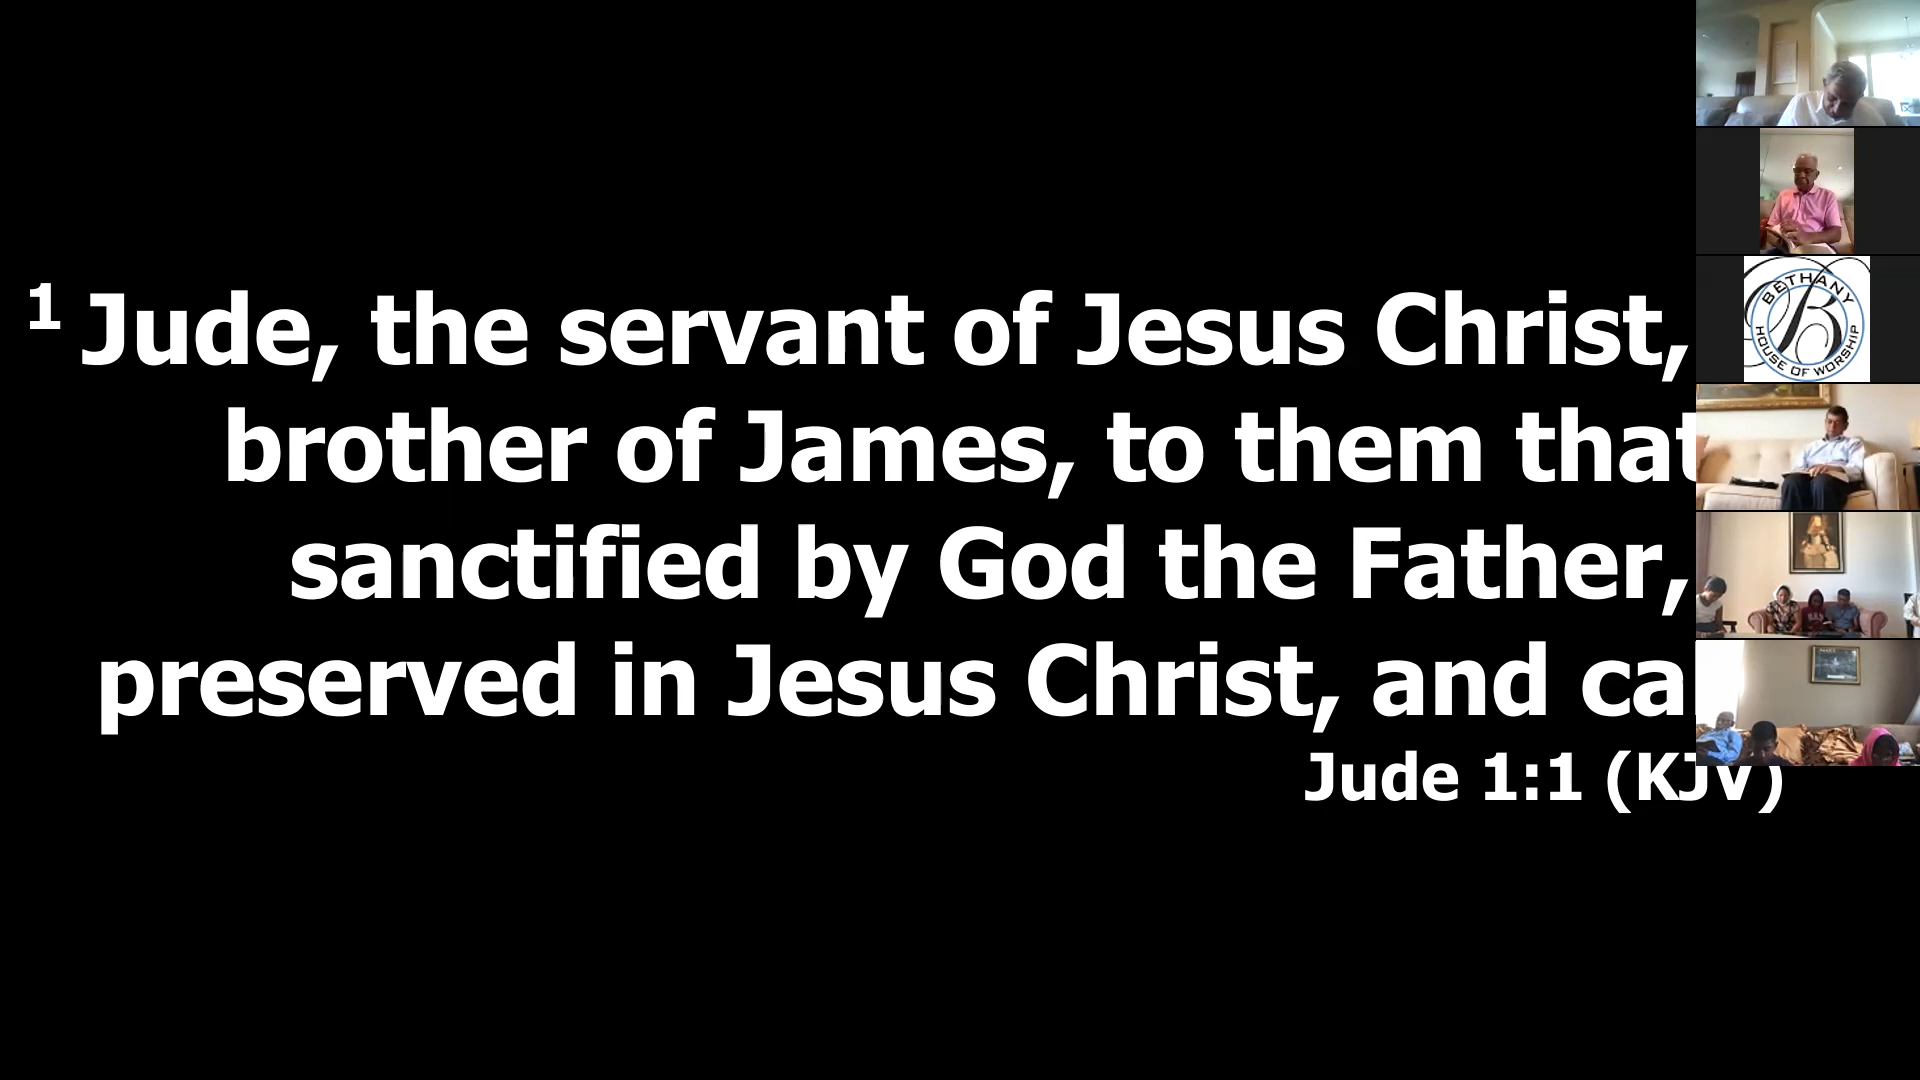 1 Jude, the servant of Jesus Christ,
brother of James, to them that
sanctified by God the Father,
preserved in Jesus Christ, and ca
Jude 1:1 (KJV)
BETHANY
B
HOUSE OF WORSHIP